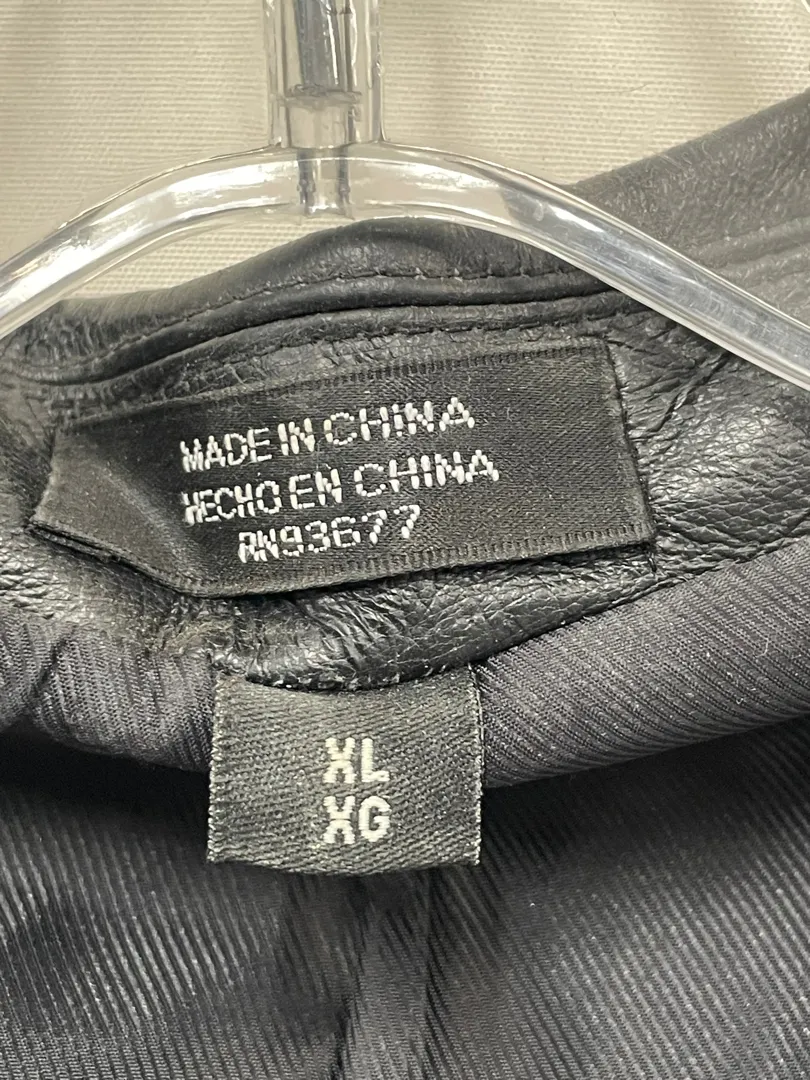 MADE IN CHINA
HECHO EN CHINA
RN93677
XL
XG